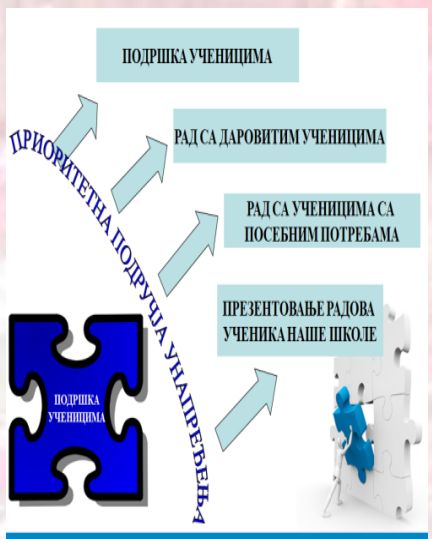 ПОДРШКА УЧЕНИЦИМА
РАД СА ДАРОВИТИМ УЧЕНИЦИМА
РАД СА УЧЕНИЦИМА СА
ПОСЕБНИМ ПОТРЕБАМА
ПРЕЗЕНТОВАЊЕ РАДОВА
УЧЕНИКА НАШЕ ШКОЛЕ
ПРИОРИТЕТНА ПОДРУЧЈА УНАПРЕЂЕЊА
ПОДРШКА
УЧЕНИЦИМА